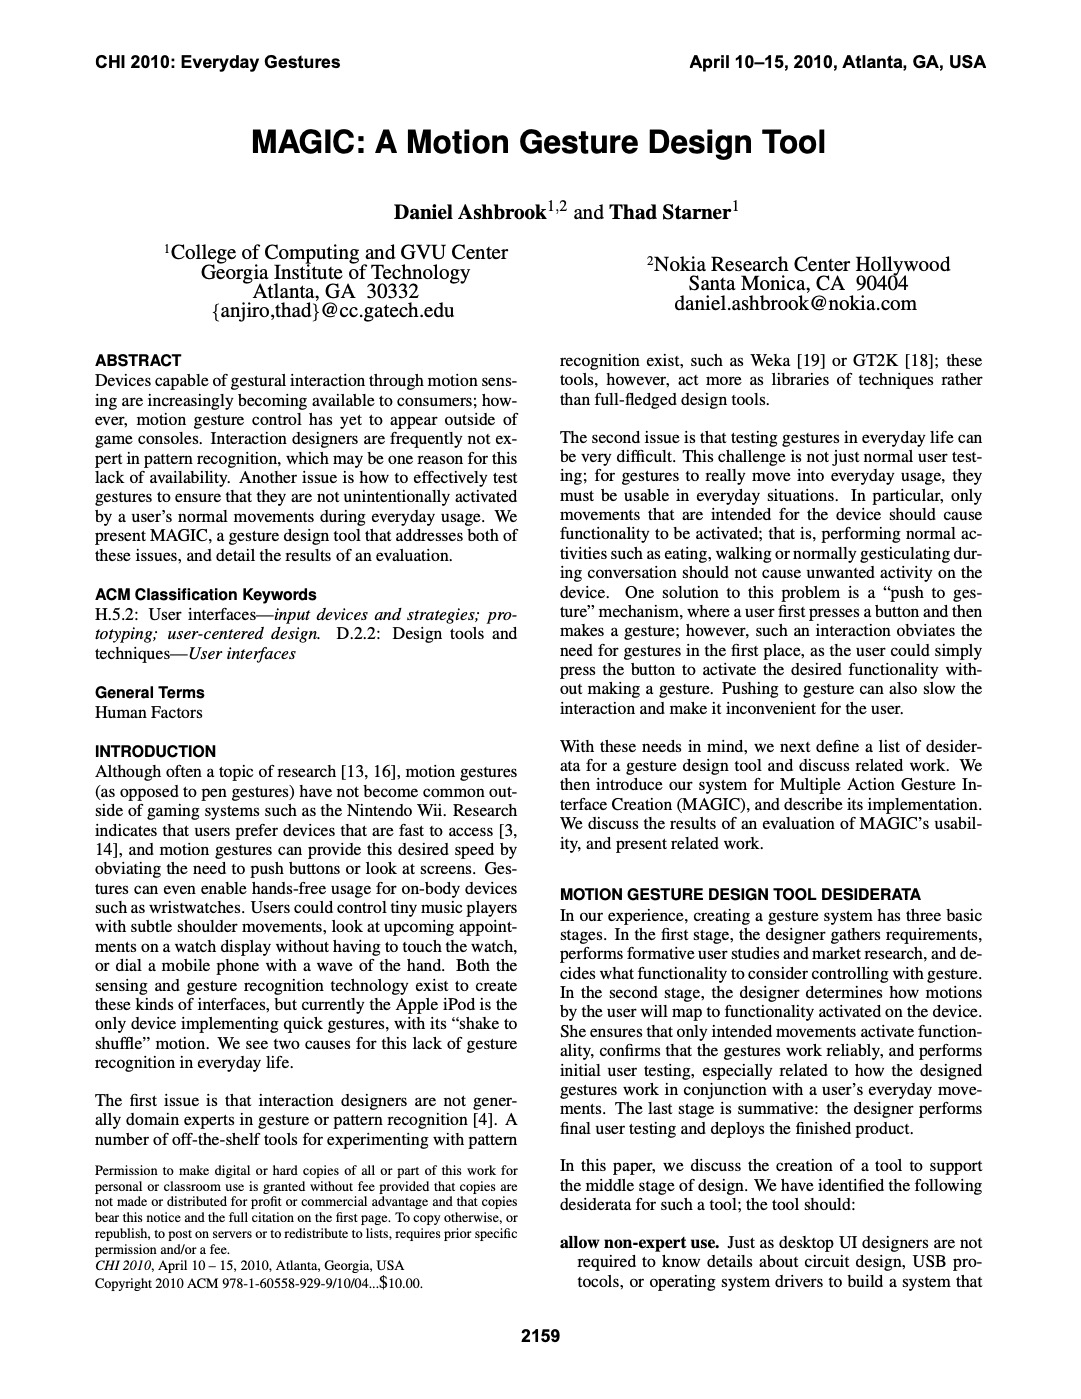 CHI 2010: Everyday Gestures
April 10–15, 2010, Atlanta, GA, USA
MAGIC: A Motion Gesture Design Tool
Daniel Ashbrook1,2 and Thad Starner1
1College of Computing and GVU Center
Georgia Institute of Technology
Atlanta, GA 30332
{anjiro,thad}@cc.gatech.edu
2Nokia Research Center Hollywood
Santa Monica, CA 90404
daniel.ashbrook@nokia.com
ABSTRACT
Devices capable of gestural interaction through motion sens-
ing are increasingly becoming available to consumers; how-
ever, motion gesture control has yet to appear outside of
game consoles. Interaction designers are frequently not ex-
pert in pattern recognition, which may be one reason for this
lack of availability. Another issue is how to effectively test
gestures to ensure that they are not unintentionally activated
by a user's normal movements during everyday usage. We
present MAGIC, a gesture design tool that addresses both of
these issues, and detail the results of an evaluation.
ACM Classification Keywords
H.5.2: User interfaces—input devices and strategies; pro-
totyping; user-centered design. D.2.2: Design tools and
techniques—User interfaces
General Terms
Human Factors
INTRODUCTION
Although often a topic of research [13, 16], motion gestures
(as opposed to pen gestures) have not become common out-
side of gaming systems such as the Nintendo Wii. Research
indicates that users prefer devices that are fast to access [3,
14], and motion gestures can provide this desired speed by
obviating the need to push buttons or look at screens. Ges-
tures can even enable hands-free usage for on-body devices
such as wristwatches. Users could control tiny music players
with subtle shoulder movements, look at upcoming appoint-
ments on a watch display without having to touch the watch,
or dial a mobile phone with a wave of the hand. Both the
sensing and gesture recognition technology exist to create
these kinds of interfaces, but currently the Apple iPod is the
only device implementing quick gestures, with its “shake to
shuffle” motion. We see two causes for this lack of gesture
recognition in everyday life.
The first issue is that interaction designers are not gener-
ally domain experts in gesture or pattern recognition [4]. A
number of off-the-shelf tools for experimenting with pattern
Permission to make digital or hard copies of all or part of this work for
personal or classroom use is granted without fee provided that copies are
not made or distributed for profit or commercial advantage and that copies
bear this notice and the full citation on the first page. To copy otherwise, or
republish, to post on servers or to redistribute to lists, requires prior specific
permission and/or a fee.
CHI 2010, April 10 – 15, 2010, Atlanta, Georgia, USA
Copyright 2010 ACM 978-1-60558-929-9/10/04...$10.00.
recognition exist, such as Weka [19] or GT2K [18]; these
tools, however, act more as libraries of techniques rather
than full-fledged design tools.
The second issue is that testing gestures in everyday life can
be very difficult. This challenge is not just normal user test-
ing; for gestures to really move into everyday usage, they
must be usable in everyday situations. In particular, only
movements that are intended for the device should cause
functionality to be activated; that is, performing normal ac-
tivities such as eating, walking or normally gesticulating dur-
ing conversation should not cause unwanted activity on the
device. One solution to this problem is a “push to ges-
ture” mechanism, where a user first presses a button and then
makes a gesture; however, such an interaction obviates the
need for gestures in the first place, as the user could simply
press the button to activate the desired functionality with-
out making a gesture. Pushing to gesture can also slow the
interaction and make it inconvenient for the user.
With these needs in mind, we next define a list of desider-
ata for a gesture design tool and discuss related work. We
then introduce our system for Multiple Action Gesture In-
terface Creation (MAGIC), and describe its implementation.
We discuss the results of an evaluation of MAGIC's usabil-
ity, and present related work.
MOTION GESTURE DESIGN TOOL DESIDERATA
In our experience, creating a gesture system has three basic
stages. In the first stage, the designer gathers requirements,
performs formative user studies and market research, and de-
cides what functionality to consider controlling with gesture.
In the second stage, the designer determines how motions
by the user will map to functionality activated on the device.
She ensures that only intended movements activate function-
ality, confirms that the gestures work reliably, and performs
initial user testing, especially related to how the designed
gestures work in conjunction with a user's everyday move-
ments. The last stage is summative: the designer performs
final user testing and deploys the finished product.
In this paper, we discuss the creation of a tool to support
the middle stage of design. We have identified the following
desiderata for such a tool; the tool should:
allow non-expert use. Just as desktop UI designers are not
required to know details about circuit design, USB pro-
tocols, or operating system drivers to build a system that
2159